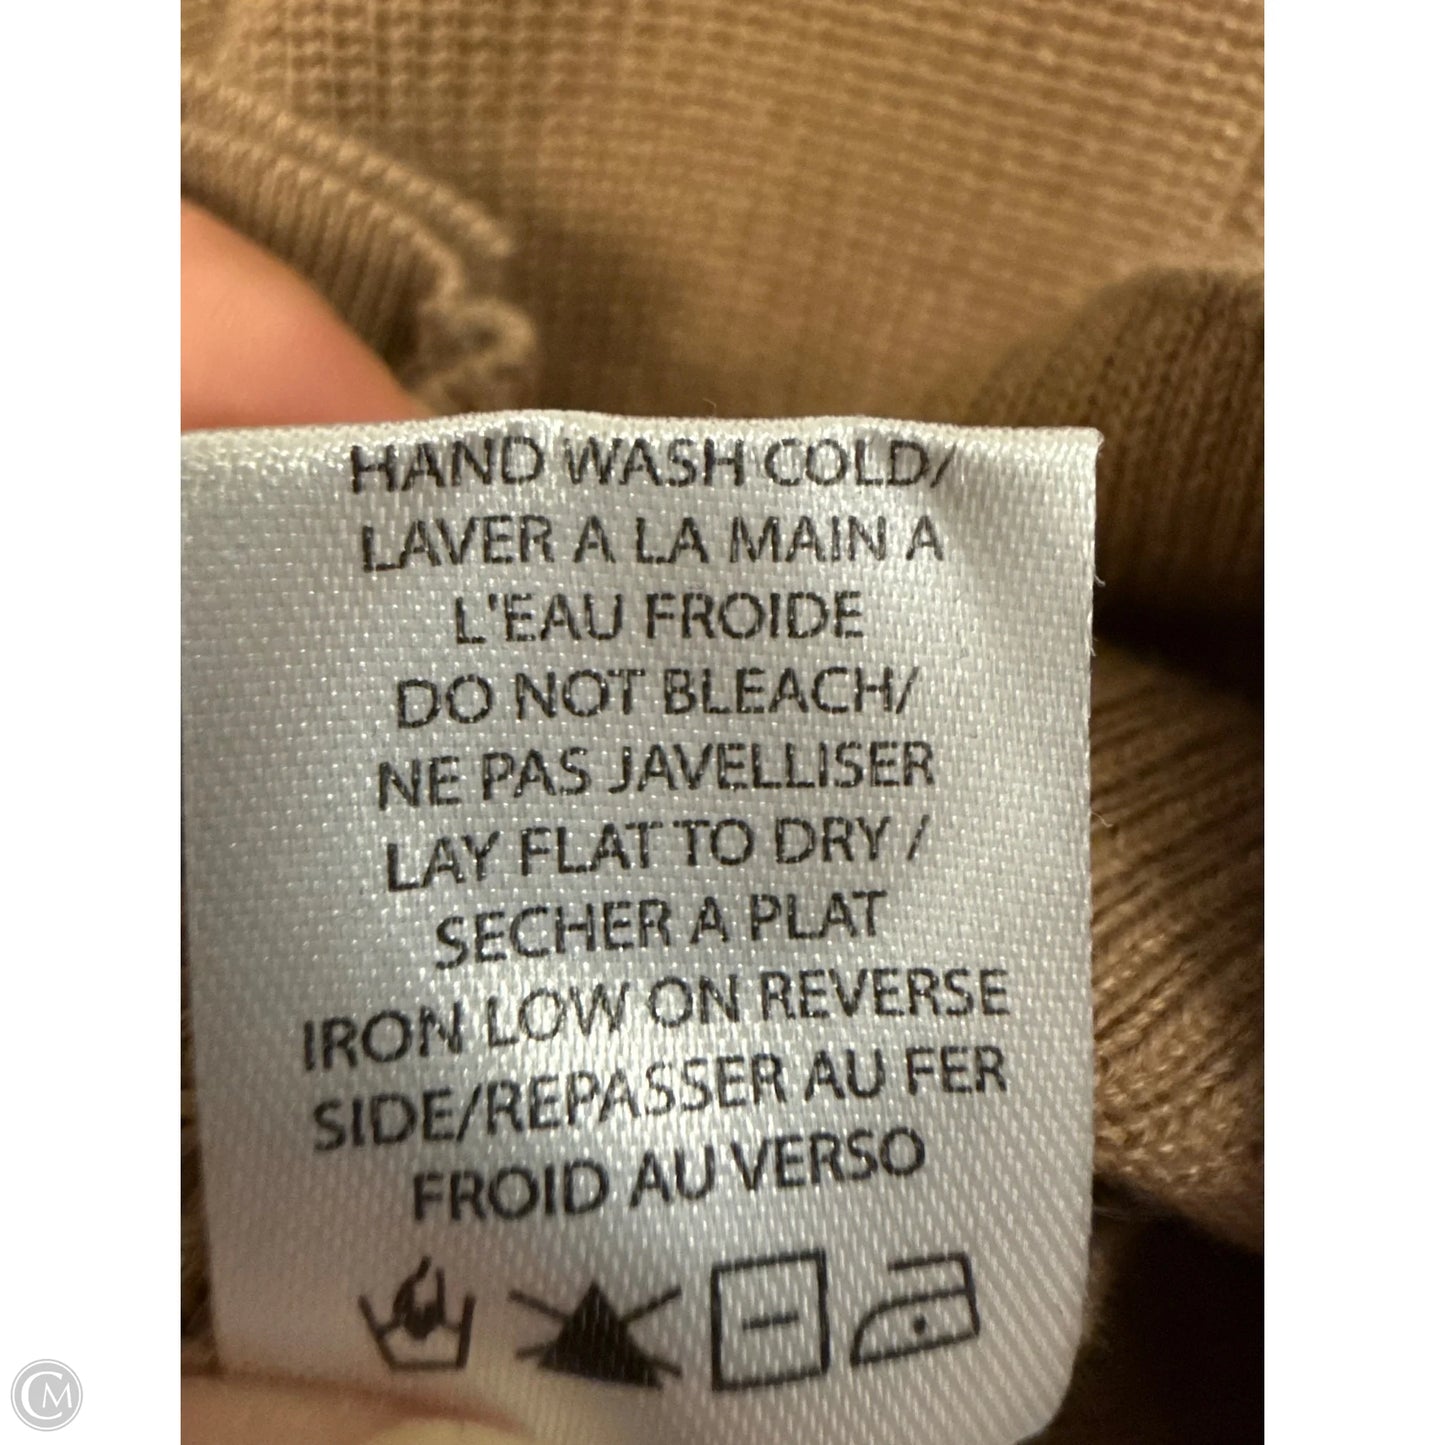 HAND WASH COLD/
LAVER A LA MAIN A
L'EAU FROIDE
DO NOT BLEACH/
NE PAS JAVELLISER
LAY FLAT TO DRY /
SECHER A PLAT
IRON LOW ON REVERSE
SIDE/REPASSER AU FER
FROID AU VERSO
CM